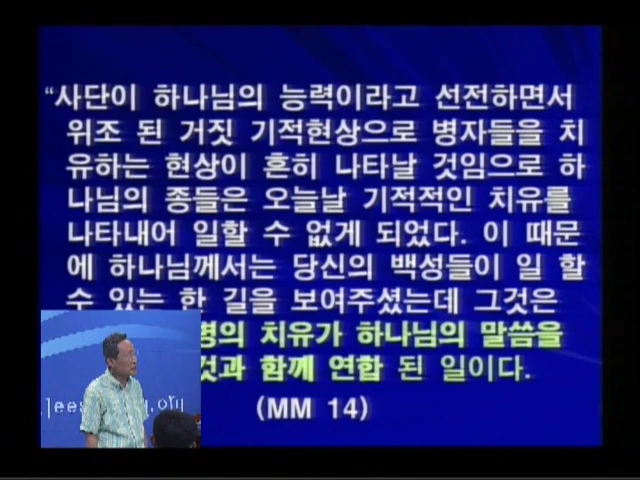 “사단이 하나님의 능력이라고 선전하면서
위조 된 거짓 기적현상으로 병자들을 치
유하는 현상이 흔히 나타날 것임으로 하
나님의 종들은 오늘날 기적적인 치유를
나타내어 일할 수 없게 되었다. 이 때문
에 하나님께서는 당신의 백성들이 일 할
수 있는 한 길을 보여주셨는데 그것은
병의 치유가 하나님의 말씀을
것과 함께 연합 된 일이다.
(MM 14)